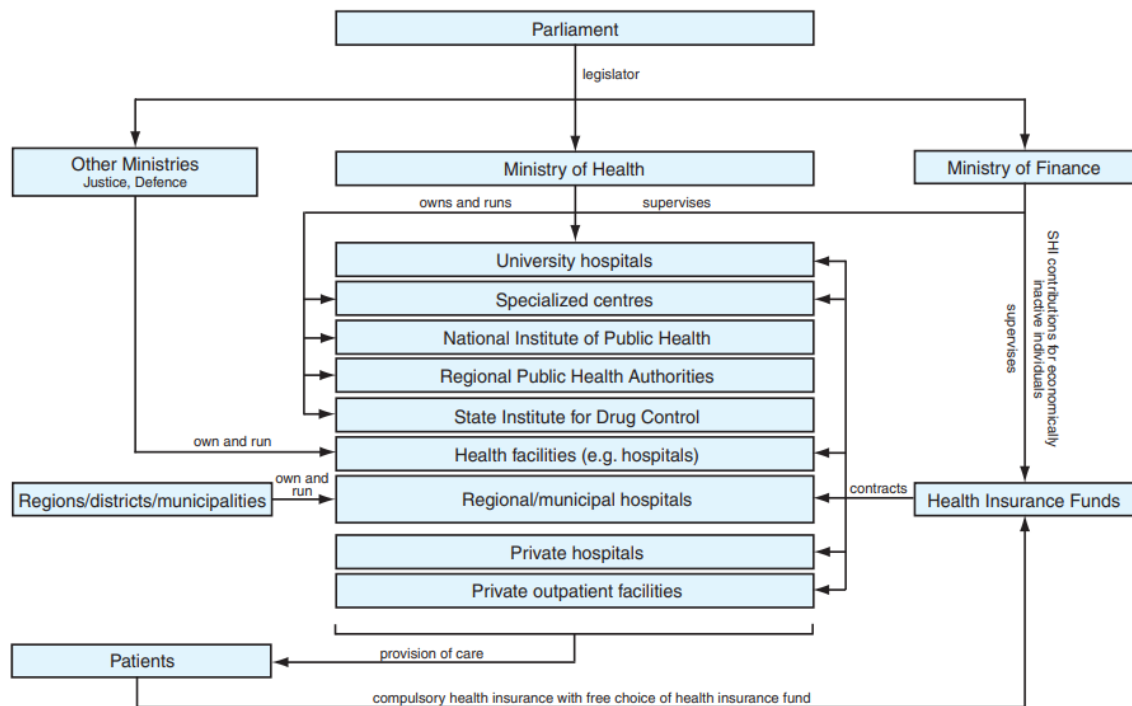 Parliament
legislator
Other Ministries
Justice, Defence
Ministry of Health
Ministry of Finance
owns and runs
supervises
University hospitals
Specialized centres
National Institute of Public Health
Regional Public Health Authorities
State Institute for Drug Control
SHI contributions for economically
inactive individuals
supervises
own and run
Health facilities (e.g. hospitals)
Regions/districts/municipalities
own and
run
Regional/municipal hospitals
contracts
Health Insurance Funds
Private hospitals
Private outpatient facilities
Patients
provision of care
compulsory health insurance with free choice of health insurance fund